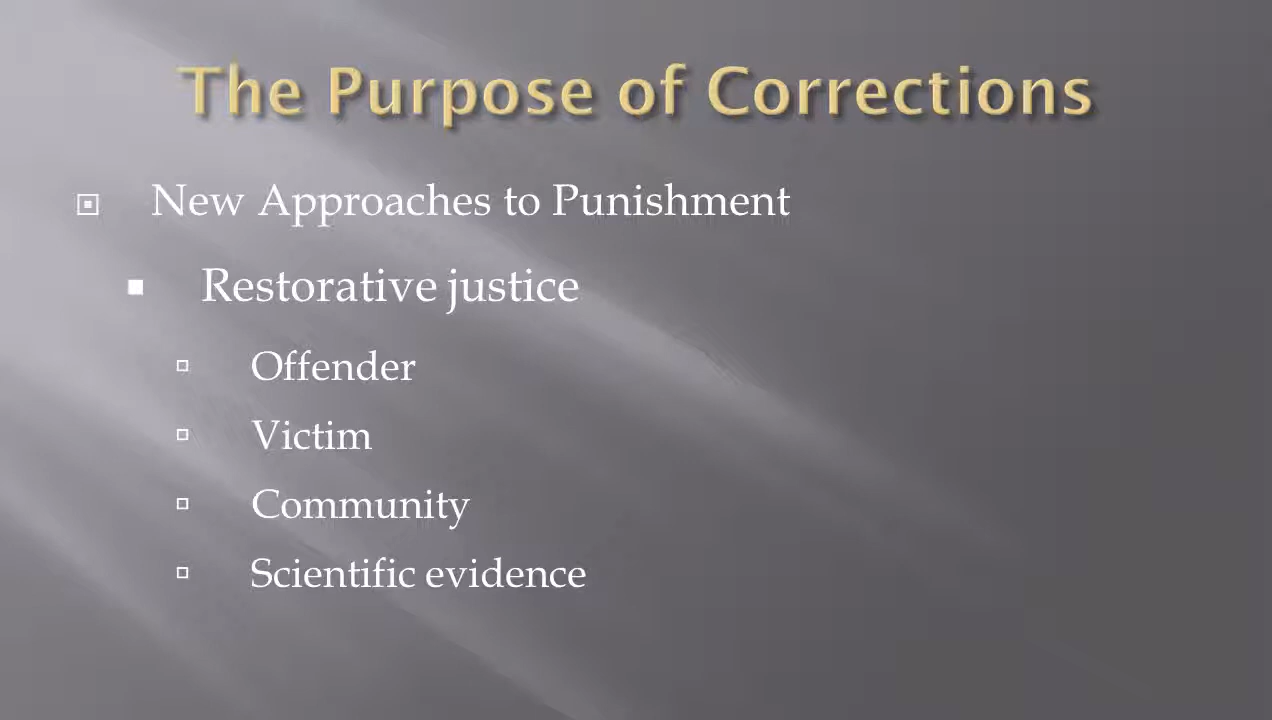 The Purpose of Corrections
New Approaches to Punishment
Restorative justice
Offender
Victim
Community
Scientific evidence